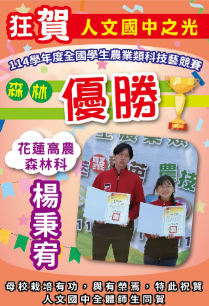 狂賀 人文國中之光
114學年度全國學生農業類科技藝競賽
森林
優勝
花蓮高農
森林科
楊秉宥
母校栽培有功，與有榮焉，特此祝賀
人文國中全體師生同賀